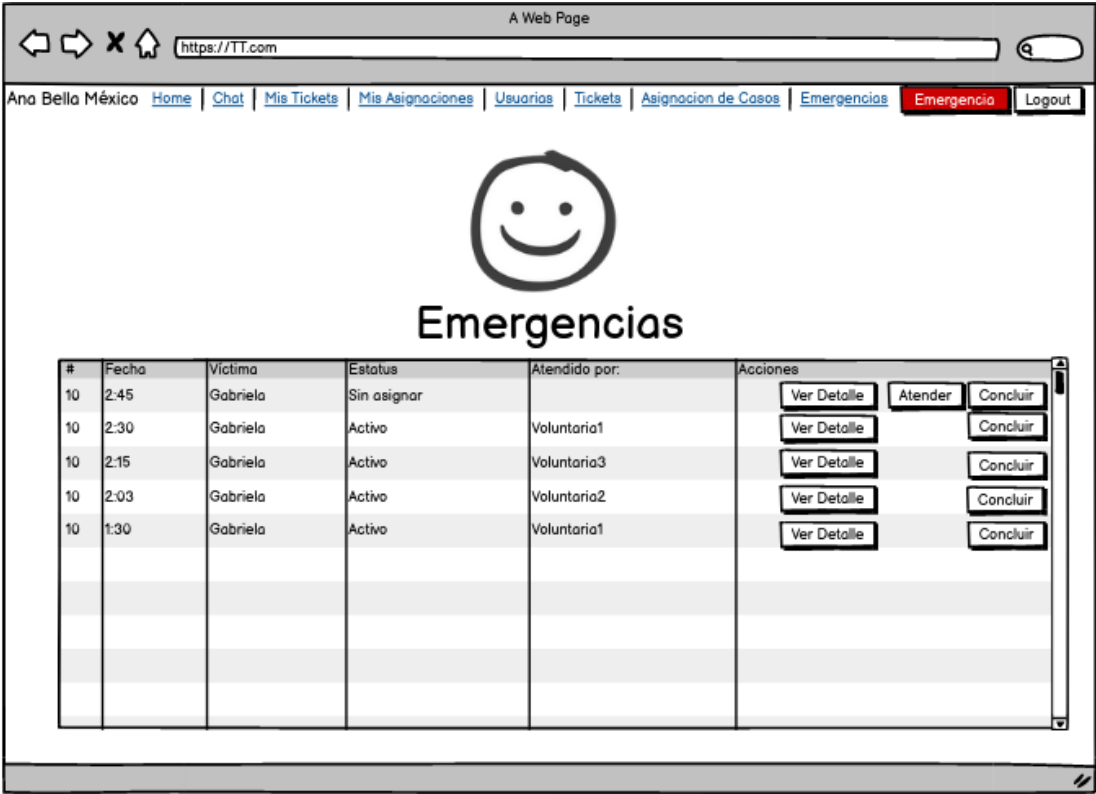 A Web Page
https://TT.com
Ana Bella México Home | Chat | Mis Tickets | Mis Asignaciones | Usuarias | Tickets | Asignacion de Casos | Emergencias Emergencia Logout
Emergencias
# Fecha Víctima Estatus Atendido por: Acciones
10 2:45 Gabriela Sin asignar Ver Detalle Atender Concluir
10 2:30 Gabriela Activo Voluntaria1 Ver Detalle Concluir
10 2:15 Gabriela Activo Voluntaria3 Ver Detalle Concluir
10 2:03 Gabriela Activo Voluntaria2 Ver Detalle Concluir
10 1:30 Gabriela Activo Voluntaria1 Ver Detalle Concluir